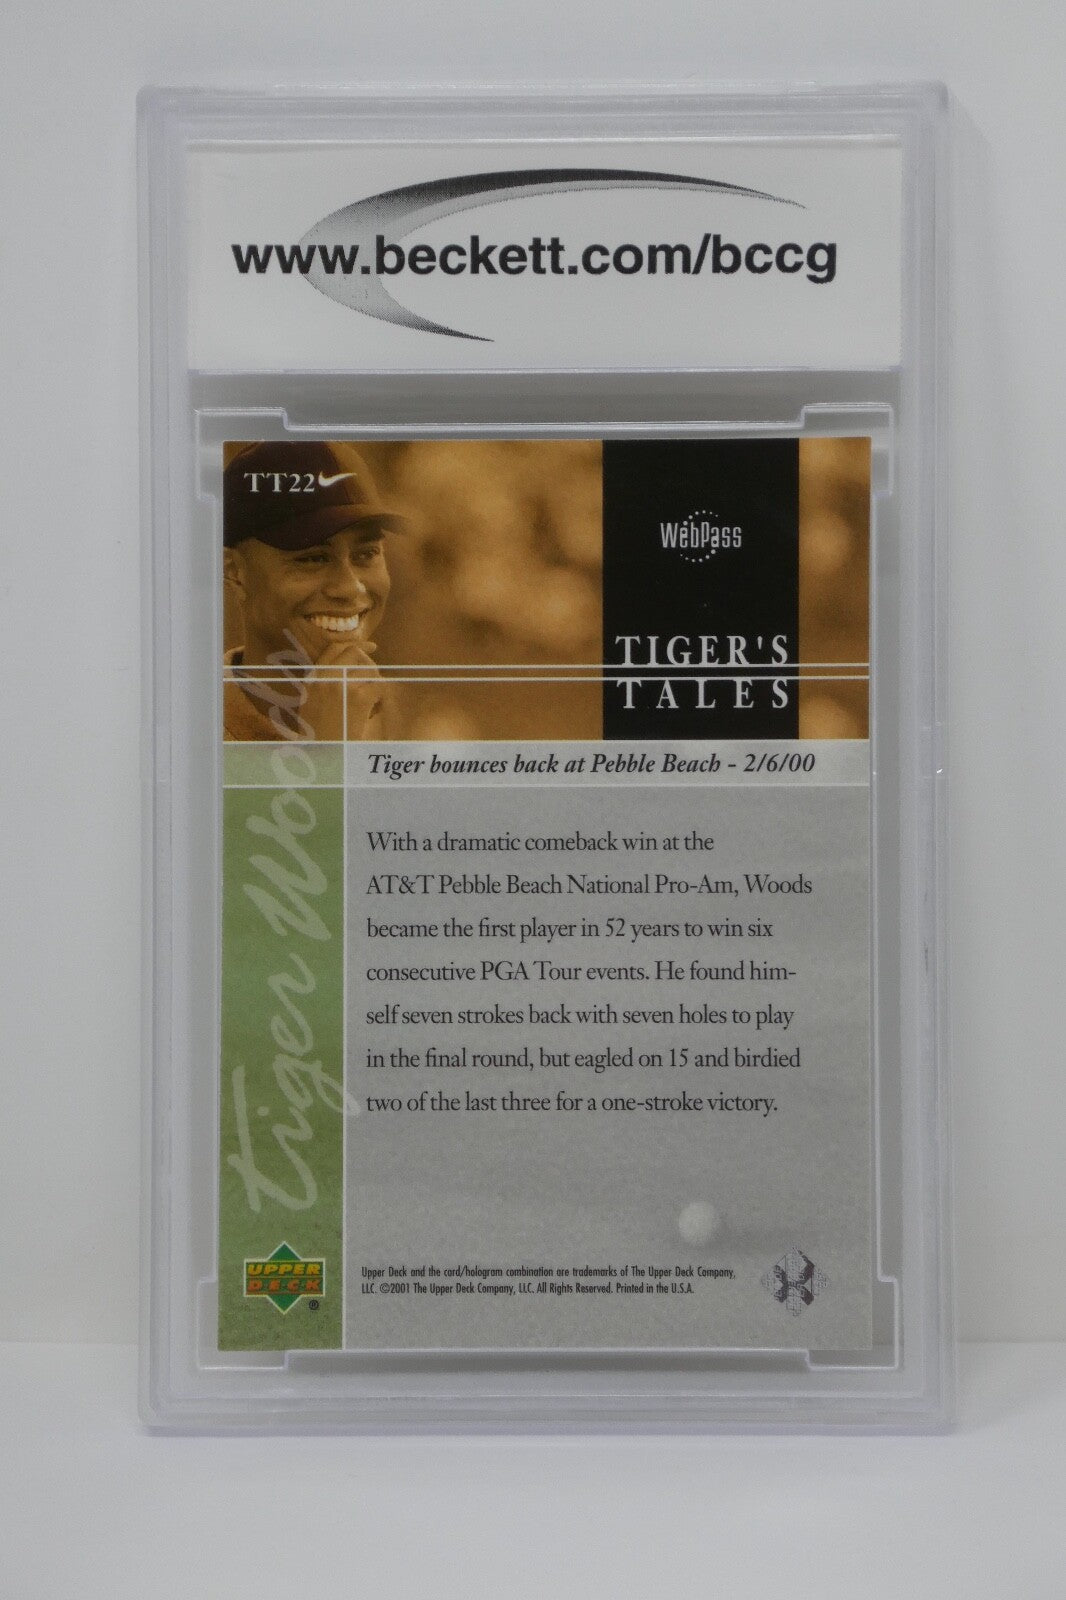 www.beckett.com/bccg
TT22
WebPass
TIGER'S
TALES
Tiger bounces back at Pebble Beach - 2/6/00
With a dramatic comeback win at the
AT&T Pebble Beach National Pro-Am, Woods
became the first player in 52 years to win six
consecutive PGA Tour events. He found him-
self seven strokes back with seven holes to play
in the final round, but eagled on 15 and birdied
two of the last three for a one-stroke victory.
Tiger Woods
UPPER
DECK
®
Upper Deck and the card/hologram combination are trademarks of The Upper Deck Company,
LLC. ©2001 The Upper Deck Company, LLC. All Rights Reserved. Printed in the U.S.A.